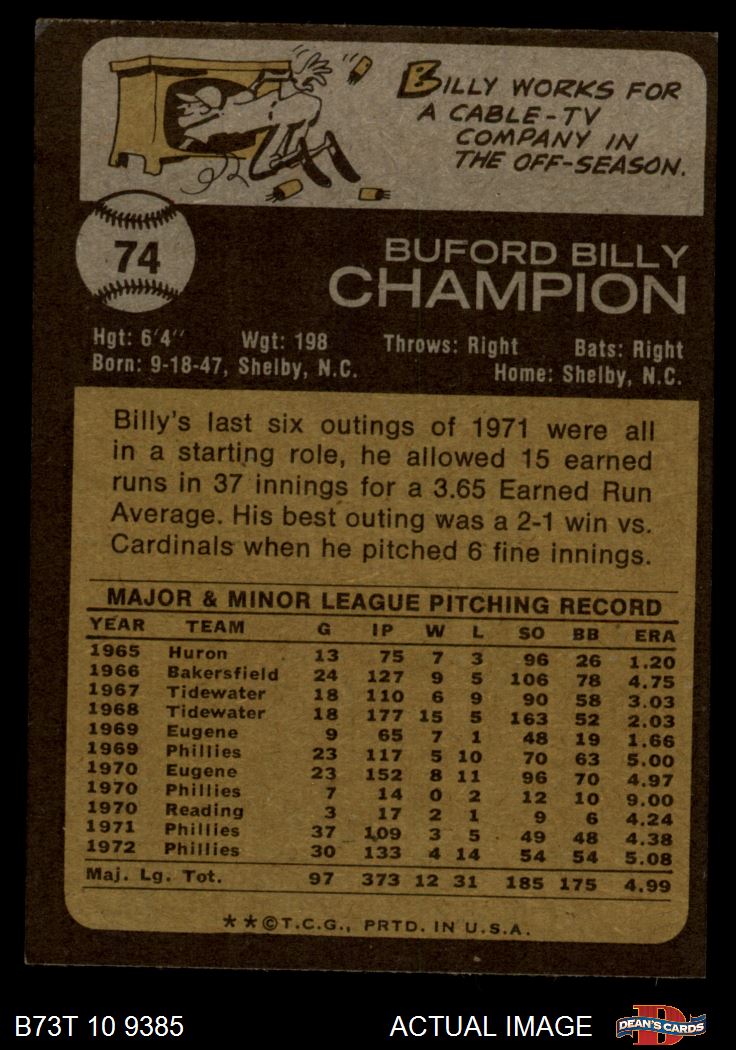 BILLY WORKS FOR
A CABLE-TV
COMPANY IN
THE OFF-SEASON.
74
BUFORD BILLY
CHAMPION
Hgt: 6'4" Wgt: 198 Throws: Right Bats: Right
Born: 9-18-47, Shelby, N.C. Home: Shelby, N.C.
Billy's last six outings of 1971 were all
in a starting role, he allowed 15 earned
runs in 37 innings for a 3.65 Earned Run
Average. His best outing was a 2-1 win vs.
Cardinals when he pitched 6 fine innings.
MAJOR & MINOR LEAGUE PITCHING RECORD
YEAR TEAM G IP W L SO BB ERA
1965 Huron 13 75 7 3 96 26 1.20
1966 Bakersfield 24 127 9 5 106 78 4.75
1967 Tidewater 18 110 6 9 90 58 3.03
1968 Tidewater 18 177 15 5 163 52 2.03
1969 Eugene 9 65 7 1 48 19 1.66
1969 Phillies 23 117 5 10 70 63 5.00
1970 Eugene 23 152 8 11 96 70 4.97
1970 Phillies 7 14 0 2 12 10 9.00
1970 Reading 3 17 2 1 9 6 4.24
1971 Phillies 37 109 3 5 49 48 4.38
1972 Phillies 30 133 4 14 54 54 5.08
Maj. Lg. Tot. 97 373 12 31 185 175 4.99
**©T.C.G., PRTD. IN U.S.A.
B73T 10 9385 ACTUAL IMAGE D DEAN'S CARDS